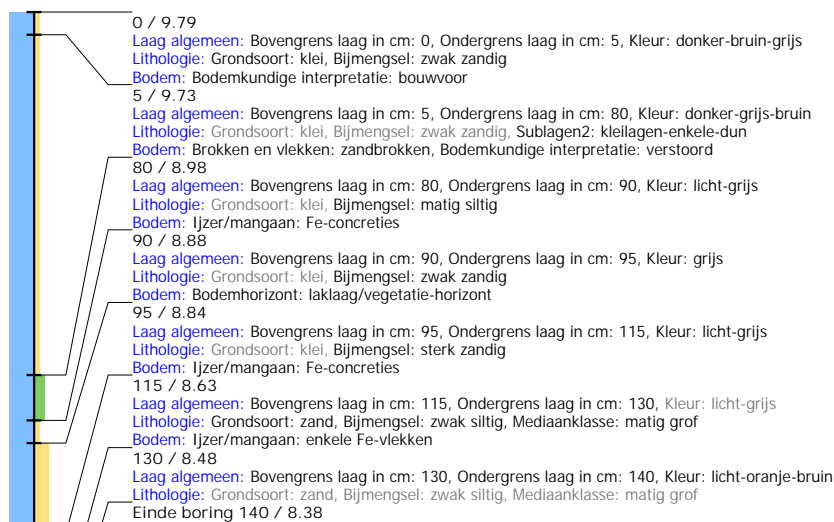 0 / 9.79
Laag algemeen: Bovengrens laag in cm: 0, Ondergrens laag in cm: 5, Kleur: donker-bruin-grijs
Lithologie: Grondsoort: klei, Bijmengsel: zwak zandig
Bodem: Bodemkundige interpretatie: bouwvoor
5 / 9.73
Laag algemeen: Bovengrens laag in cm: 5, Ondergrens laag in cm: 80, Kleur: donker-grijs-bruin
Lithologie: Grondsoort: klei, Bijmengsel: zwak zandig, Sublagen2: kleilagen-enkele-dun
Bodem: Brokken en vlekken: zandbrokken, Bodemkundige interpretatie: verstoord
80 / 8.98
Laag algemeen: Bovengrens laag in cm: 80, Ondergrens laag in cm: 90, Kleur: licht-grijs
Lithologie: Grondsoort: klei, Bijmengsel: matig siltig
Bodem: Ijzer/mangaan: Fe-concreties
90 / 8.88
Laag algemeen: Bovengrens laag in cm: 90, Ondergrens laag in cm: 95, Kleur: grijs
Lithologie: Grondsoort: klei, Bijmengsel: zwak zandig
Bodem: Bodemhorizont: laklaag/vegetatie-horizont
95 / 8.84
Laag algemeen: Bovengrens laag in cm: 95, Ondergrens laag in cm: 115, Kleur: licht-grijs
Lithologie: Grondsoort: klei, Bijmengsel: sterk zandig
Bodem: Ijzer/mangaan: Fe-concreties
115 / 8.63
Laag algemeen: Bovengrens laag in cm: 115, Ondergrens laag in cm: 130, Kleur: licht-grijs
Lithologie: Grondsoort: zand, Bijmengsel: zwak siltig, Mediaanklasse: matig grof
Bodem: Ijzer/mangaan: enkele Fe-vlekken
130 / 8.48
Laag algemeen: Bovengrens laag in cm: 130, Ondergrens laag in cm: 140, Kleur: licht-oranje-bruin
Lithologie: Grondsoort: zand, Bijmengsel: zwak siltig, Mediaanklasse: matig grof
Einde boring 140 / 8.38